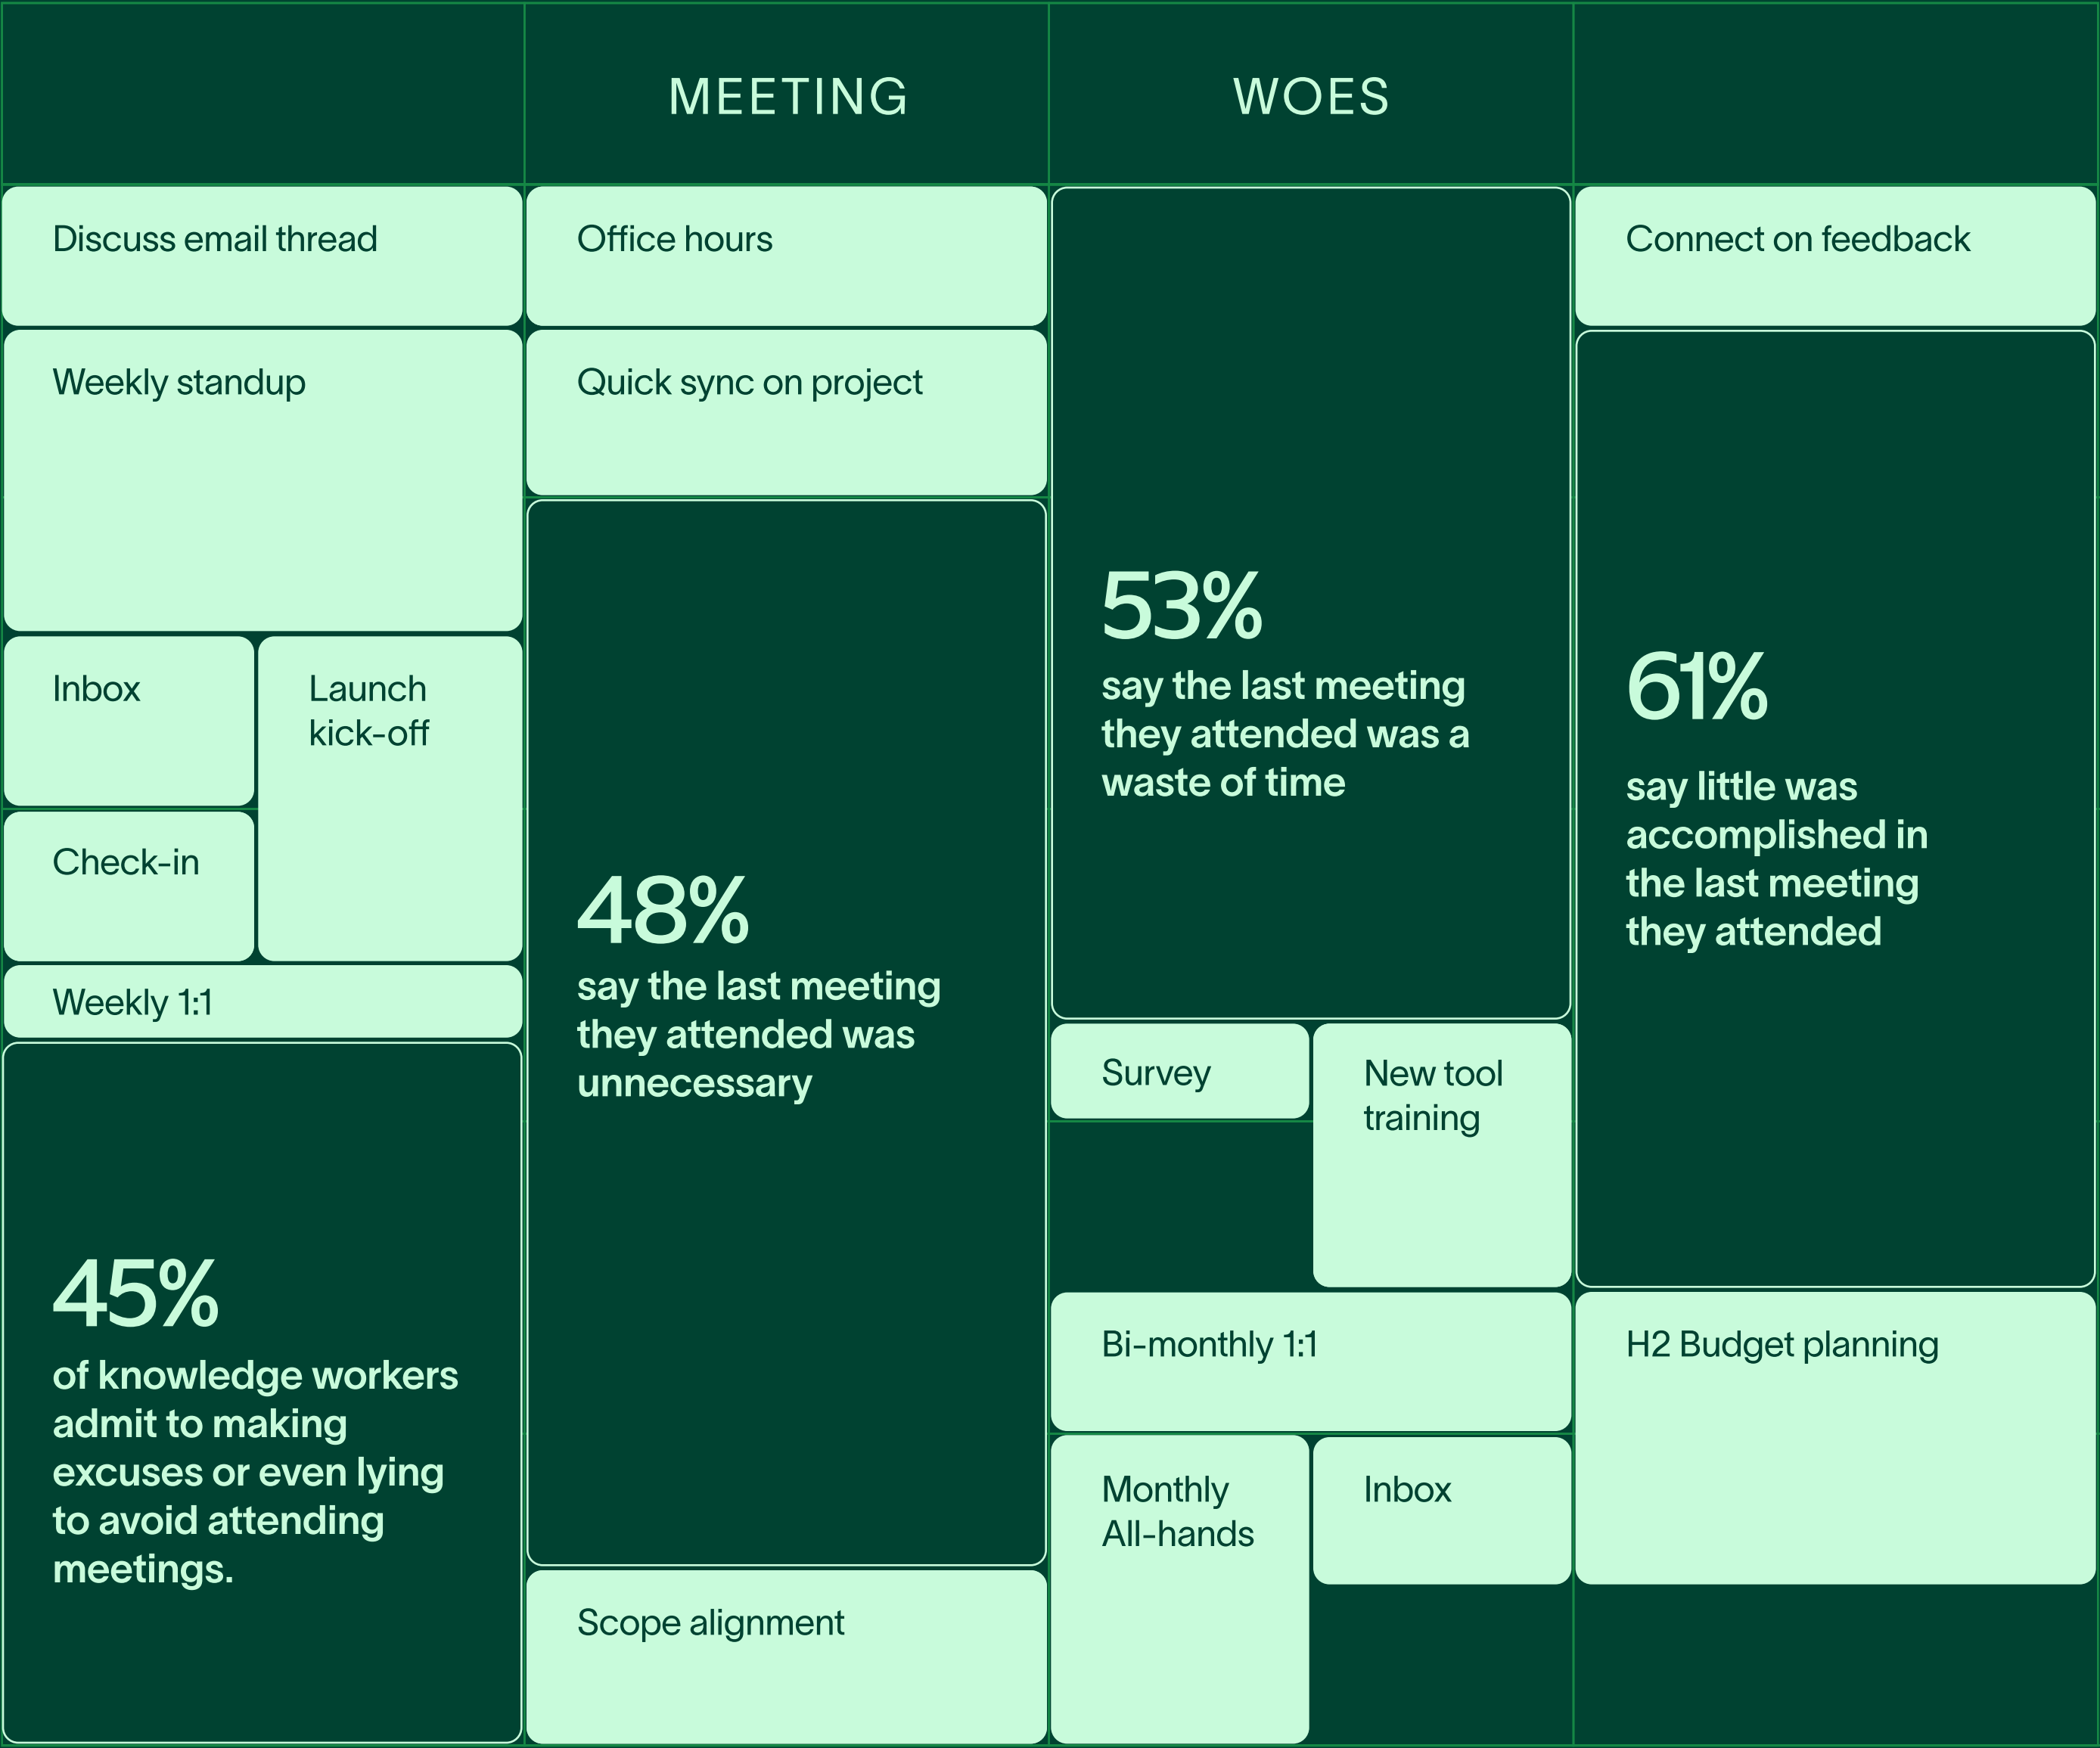 MEETING WOES
Discuss email thread
Weekly standup
Inbox
Launch
kick-off
Check-in
Weekly 1:1
45%
of knowledge workers
admit to making
excuses or even lying
to avoid attending
meetings.
Office hours
Quick sync on project
48%
say the last meeting
they attended was
unnecessary
Scope alignment
53%
say the last meeting
they attended was a
waste of time
Survey
New tool
training
Bi-monthly 1:1
Monthly
All-hands
Inbox
Connect on feedback
61%
say little was
accomplished in
the last meeting
they attended
H2 Budget planning